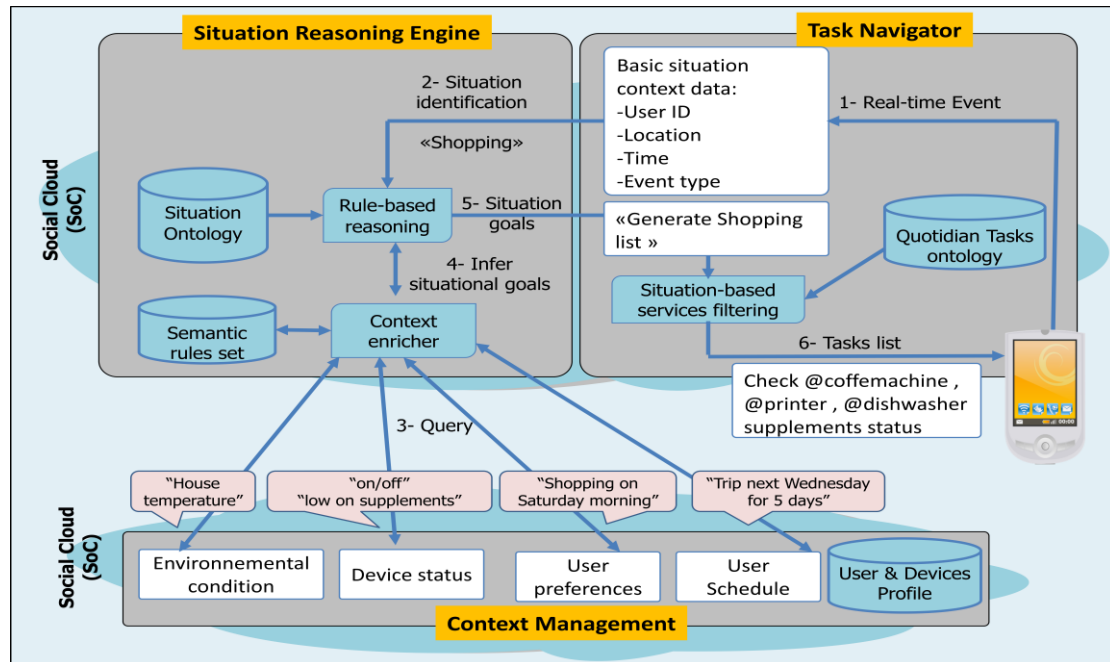 Situation Reasoning Engine
Task Navigator
2- Situation
identification
«Shopping»
Situation
Ontology
Rule-based
reasoning
5- Situation
goals
4- Infer
situational goals
Semantic
rules set
Context
enricher
Basic situation
context data:
-User ID
-Location
-Time
-Event type
1- Real-time Event
«Generate Shopping
list »
Quotidian Tasks
ontology
Situation-based
services filtering
6- Tasks list
Check @coffemachine ,
@printer , @dishwasher
supplements status
00:00
Social Cloud
(SoC)
3- Query
“House
temperature”
“on/off”
“low on supplements”
“Shopping on
Saturday morning”
“Trip next Wednesday
for 5 days”
Social Cloud
(SoC)
Environnemental
condition
Device status
User
preferences
User
Schedule
User & Devices
Profile
Context Management